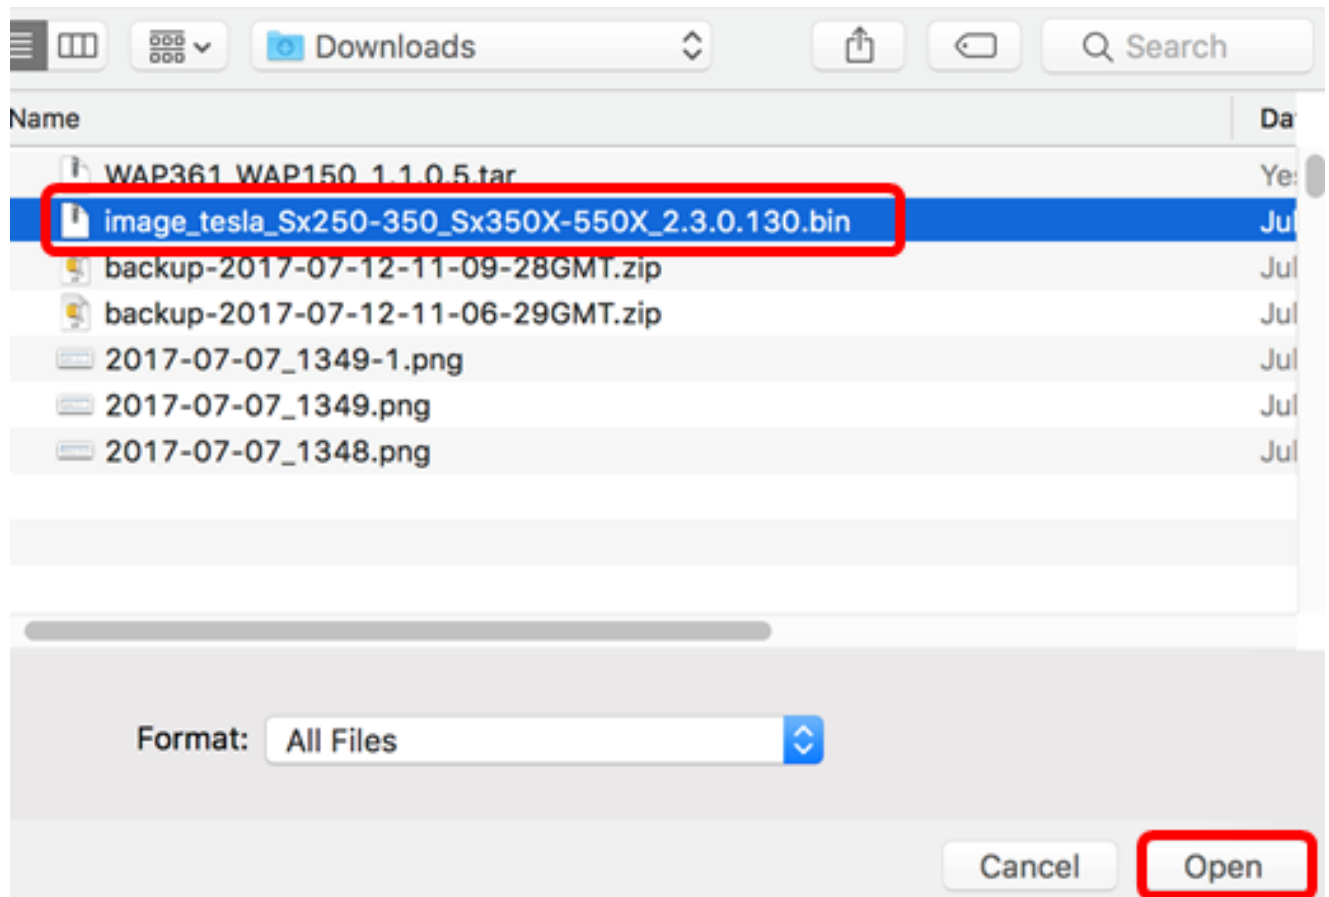 Downloads Search
Name Da
WAP361_WAP150_1.1.0.5.tar Yes
image_tesla_Sx250-350_Sx350X-550X_2.3.0.130.bin Jul
backup-2017-07-12-11-09-28GMT.zip Jul
backup-2017-07-12-11-06-29GMT.zip Jul
2017-07-07_1349-1.png Jul
2017-07-07_1349.png Jul
2017-07-07_1348.png Jul
Format: All Files
Cancel Open